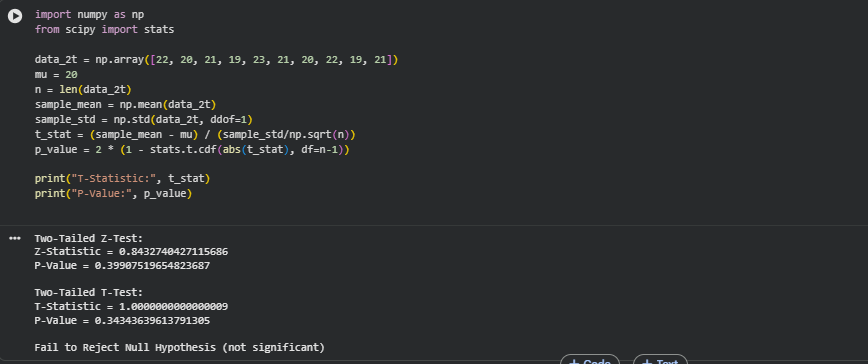 import numpy as np
from scipy import stats
data_2t = np.array([22, 20, 21, 19, 23, 21, 20, 22, 19, 21])
mu = 20
n = len(data_2t)
sample_mean = np.mean(data_2t)
sample_std = np.std(data_2t, ddof=1)
t_stat = (sample_mean - mu) / (sample_std/np.sqrt(n))
p_value = 2 * (1 - stats.t.cdf(abs(t_stat), df=n-1))
print("T-Statistic:", t_stat)
print("P-Value:", p_value)
Two-Tailed Z-Test:
Z-Statistic = 0.8432740427115686
P-Value = 0.39907519654823687
Two-Tailed T-Test:
T-Statistic = 1.0000000000000009
P-Value = 0.34343639613791305
Fail to Reject Null Hypothesis (not significant)
+ Code + Text